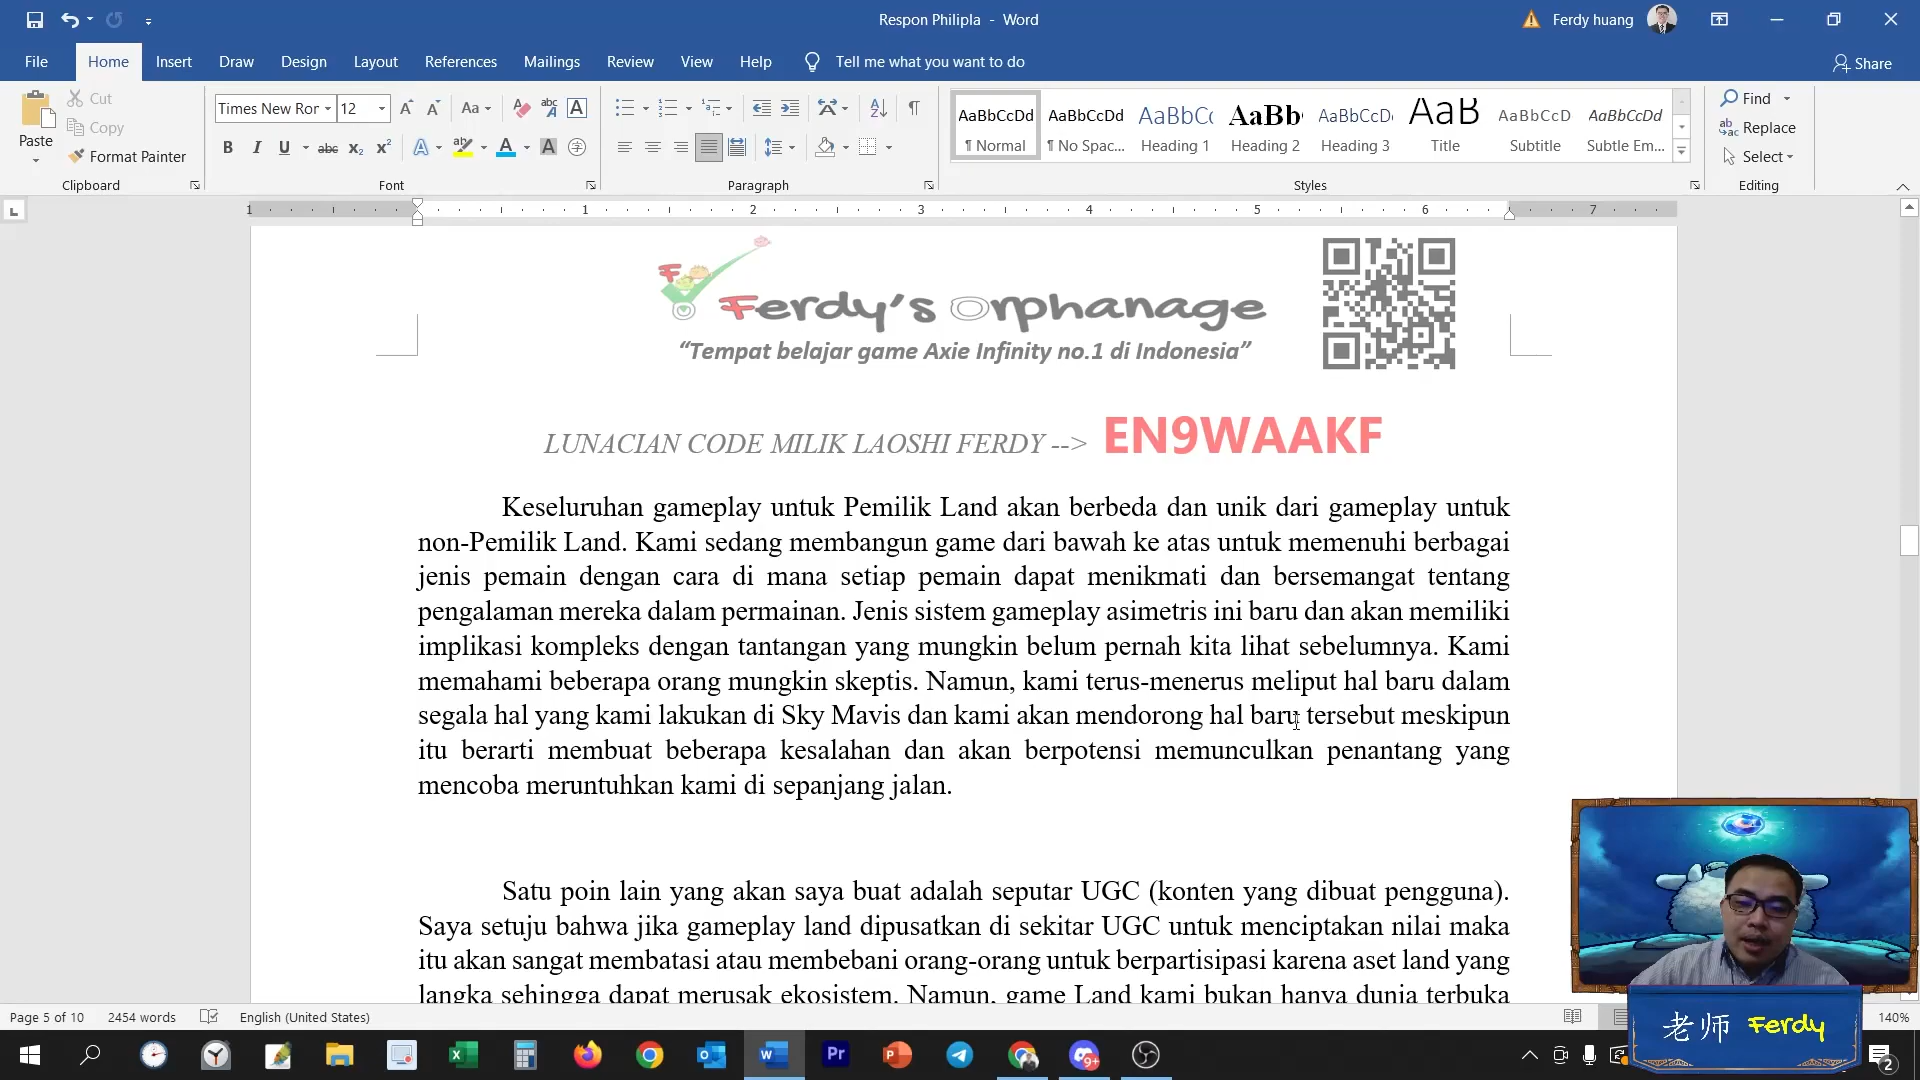 Respon Philipla - Word
Ferdy huang
File Home Insert Draw Design Layout References Mailings Review View Help Tell me what you want to do
Share
Paste
Cut
Copy
Format Painter
Clipboard
Times New Ror 12
Font
Paragraph
AaBbCcDd AaBbCcDd AaBbCc AaBb AaBbCcD AaB AaBbCcD AaBbCcDd
¶ Normal ¶ No Spac... Heading 1 Heading 2 Heading 3 Title Subtitle Subtle Em...
Styles
Find
Replace
Select
Editing
1 1 2 3 4 5 6 7
Ferdy's Orphanage
“Tempat belajar game Axie Infinity no.1 di Indonesia”
LUNACIAN CODE MILIK LAOSHI FERDY --> EN9WAAKF
Keseluruhan gameplay untuk Pemilik Land akan berbeda dan unik dari gameplay untuk
non-Pemilik Land. Kami sedang membangun game dari bawah ke atas untuk memenuhi berbagai
jenis pemain dengan cara di mana setiap pemain dapat menikmati dan bersemangat tentang
pengalaman mereka dalam permainan. Jenis sistem gameplay asimetris ini baru dan akan memiliki
implikasi kompleks dengan tantangan yang mungkin belum pernah kita lihat sebelumnya. Kami
memahami beberapa orang mungkin skeptis. Namun, kami terus-menerus meliput hal baru dalam
segala hal yang kami lakukan di Sky Mavis dan kami akan mendorong hal baru tersebut meskipun
itu berarti membuat beberapa kesalahan dan akan berpotensi memunculkan penantang yang
mencoba meruntuhkan kami di sepanjang jalan.
Satu poin lain yang akan saya buat adalah seputar UGC (konten yang dibuat pengguna).
Saya setuju bahwa jika gameplay land dipusatkan di sekitar UGC untuk menciptakan nilai maka
itu akan sangat membatasi atau membebani orang-orang untuk berpartisipasi karena aset land yang
langka sehingga dapat merusak ekosistem. Namun, game Land kami bukan hanya dunia terbuka
老师 Ferdy
Page 5 of 10 2454 words English (United States) 140%
9+
2